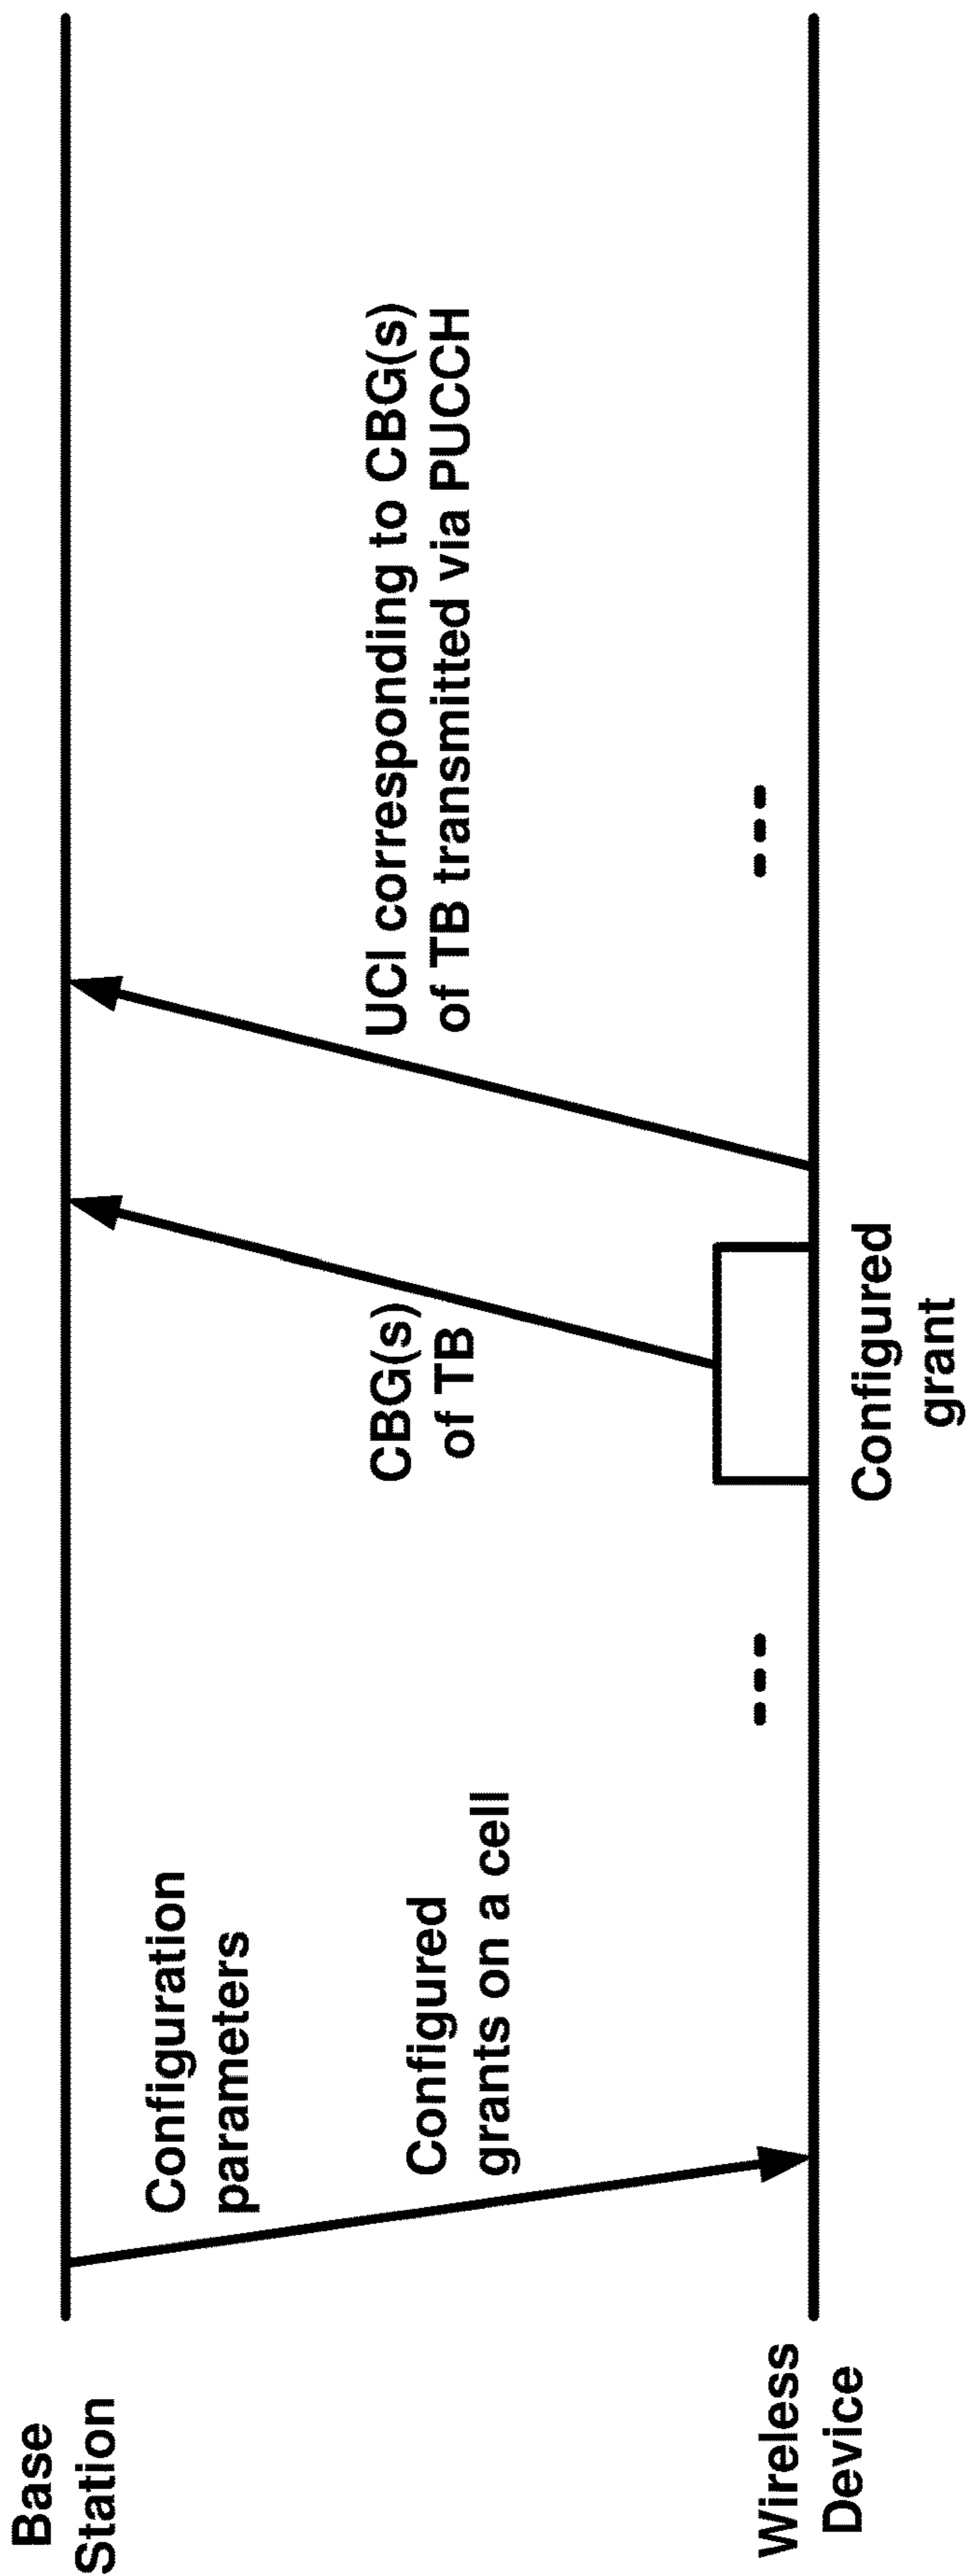 Base
Station
Configuration
parameters
Configured
grants on a cell
CBG(s)
of TB
UCI corresponding to CBG(s)
of TB transmitted via PUCCH
Wireless
Device
Configured
grant